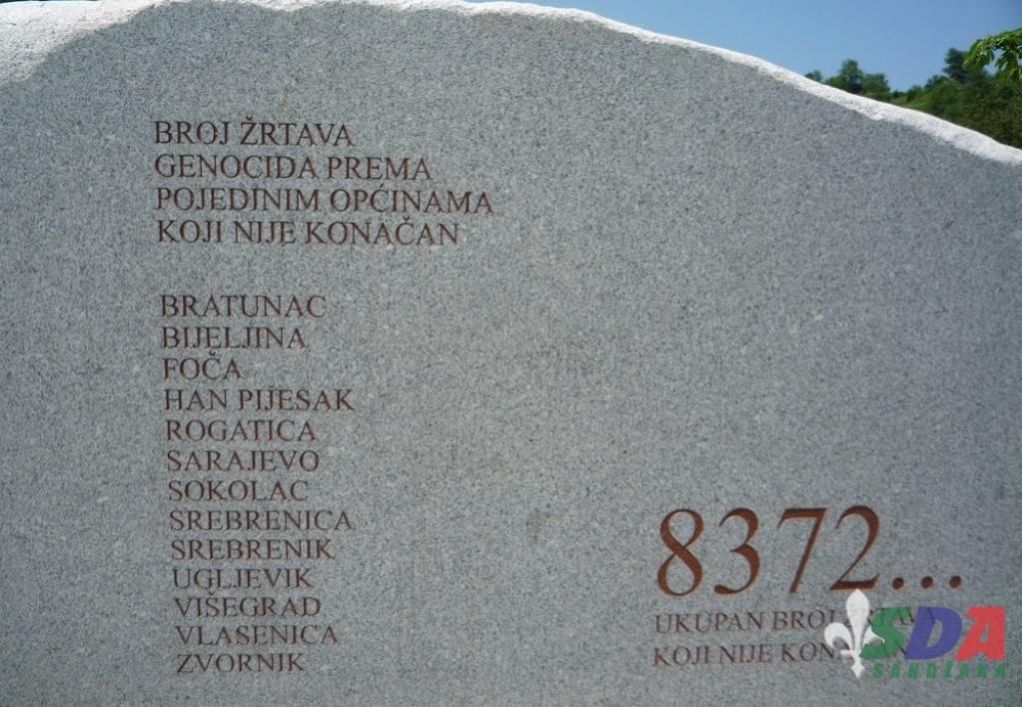 BROJ ŽRTAVA
GENOCIDA PREMA
POJEDINIM OPĆINAMA
KOJI NIJE KONAČAN
BRATUNAC
BIJELJINA
FOČA
HAN PIJESAK
ROGATICA
SARAJEVO
SOKOLAC
SREBRENICA
SREBRENIK
UGLJEVIK
VIŠEGRAD
VLASENICA
ZVORNIK
8372...
UKUPAN BROJ
KOJI NIJE
SDA
SANDŽAKA